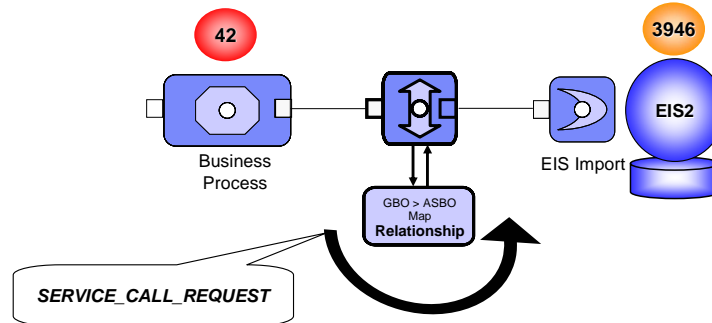 42
3946
EIS2
Business
Process
EIS Import
GBO > ASBO
Map
Relationship
SERVICE_CALL_REQUEST